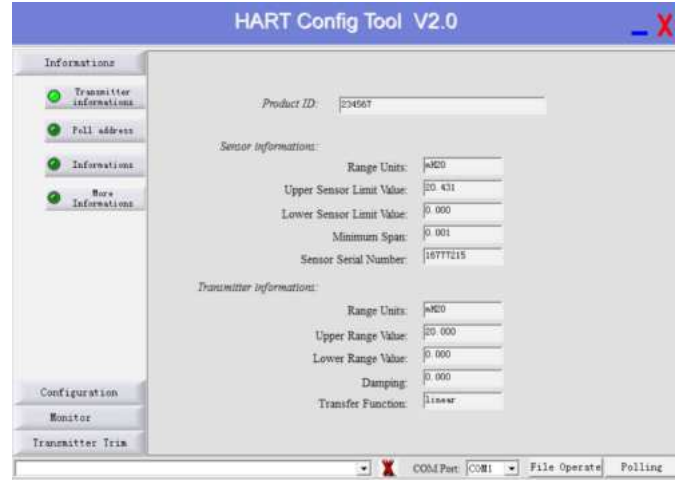 HART Config Tool V2.0
X
Informations
Transmitter
informations
Poll address
Informations
More
Informations
Configuration
Monitor
Transmitter Trim
Product ID: 234567
Sensor informations:
Range Units: mH2O
Upper Sensor Limit Value: 20.431
Lower Sensor Limit Value: 0.000
Minimum Span: 0.001
Sensor Serial Number: 16777215
Transmitter informations:
Range Units: mH2O
Upper Range Value: 20.000
Lower Range Value: 0.000
Damping: 0.000
Transfer Function: linear
COM Port: COM1 File Operate Polling